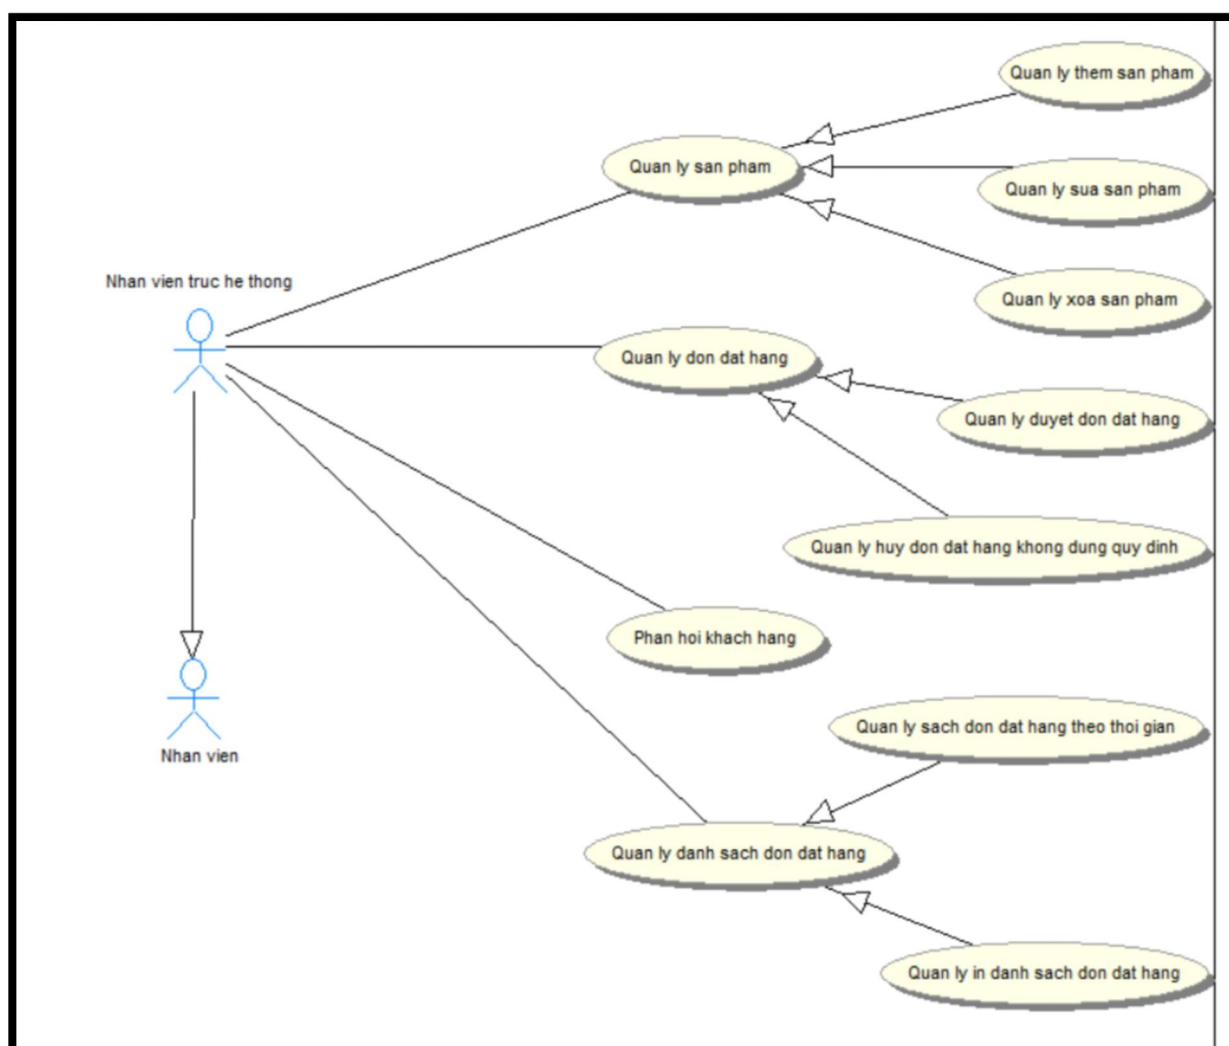 Quan ly them san pham
Quan ly san pham
Quan ly sua san pham
Nhan vien truc he thong
Quan ly xoa san pham
Quan ly don dat hang
Quan ly duyet don dat hang
Quan ly huy don dat hang khong dung quy dinh
Phan hoi khach hang
Quan ly sach don dat hang theo thoi gian
Nhan vien
Quan ly danh sach don dat hang
Quan ly in danh sach don dat hang